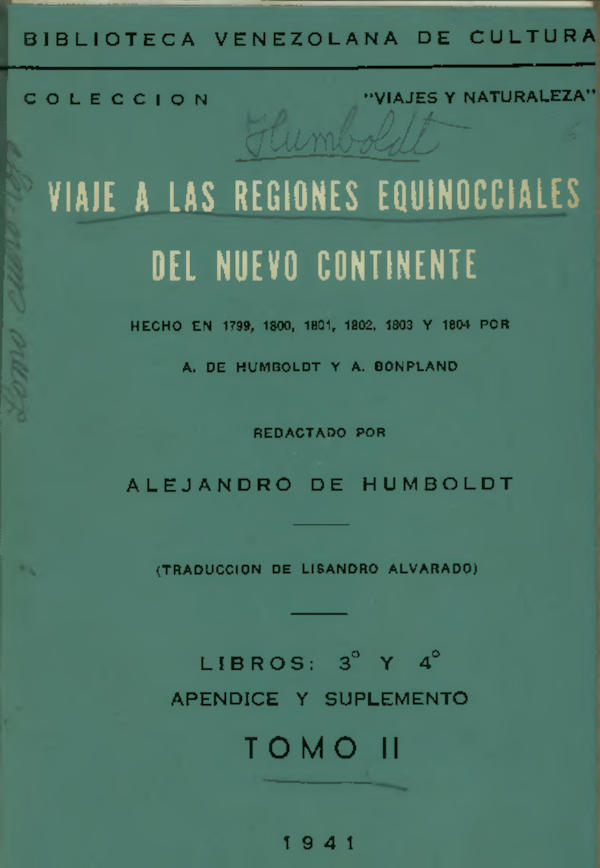 BIBLIOTECA VENEZOLANA DE CULTURA
COLECCION "VIAJES Y NATURALEZA"
Humboldt
VIAJE A LAS REGIONES EQUINOCCIALES
DEL NUEVO CONTINENTE
HECHO EN 1799, 1800, 1801, 1802, 1803 Y 1804 POR
A. DE HUMBOLDT Y A. BONPLAND
REDACTADO POR
ALEJANDRO DE HUMBOLDT
(TRADUCCION DE LISANDRO ALVARADO)
LIBROS: 3° Y 4°
APENDICE Y SUPLEMENTO
TOMO II
1941
Lomo cuero